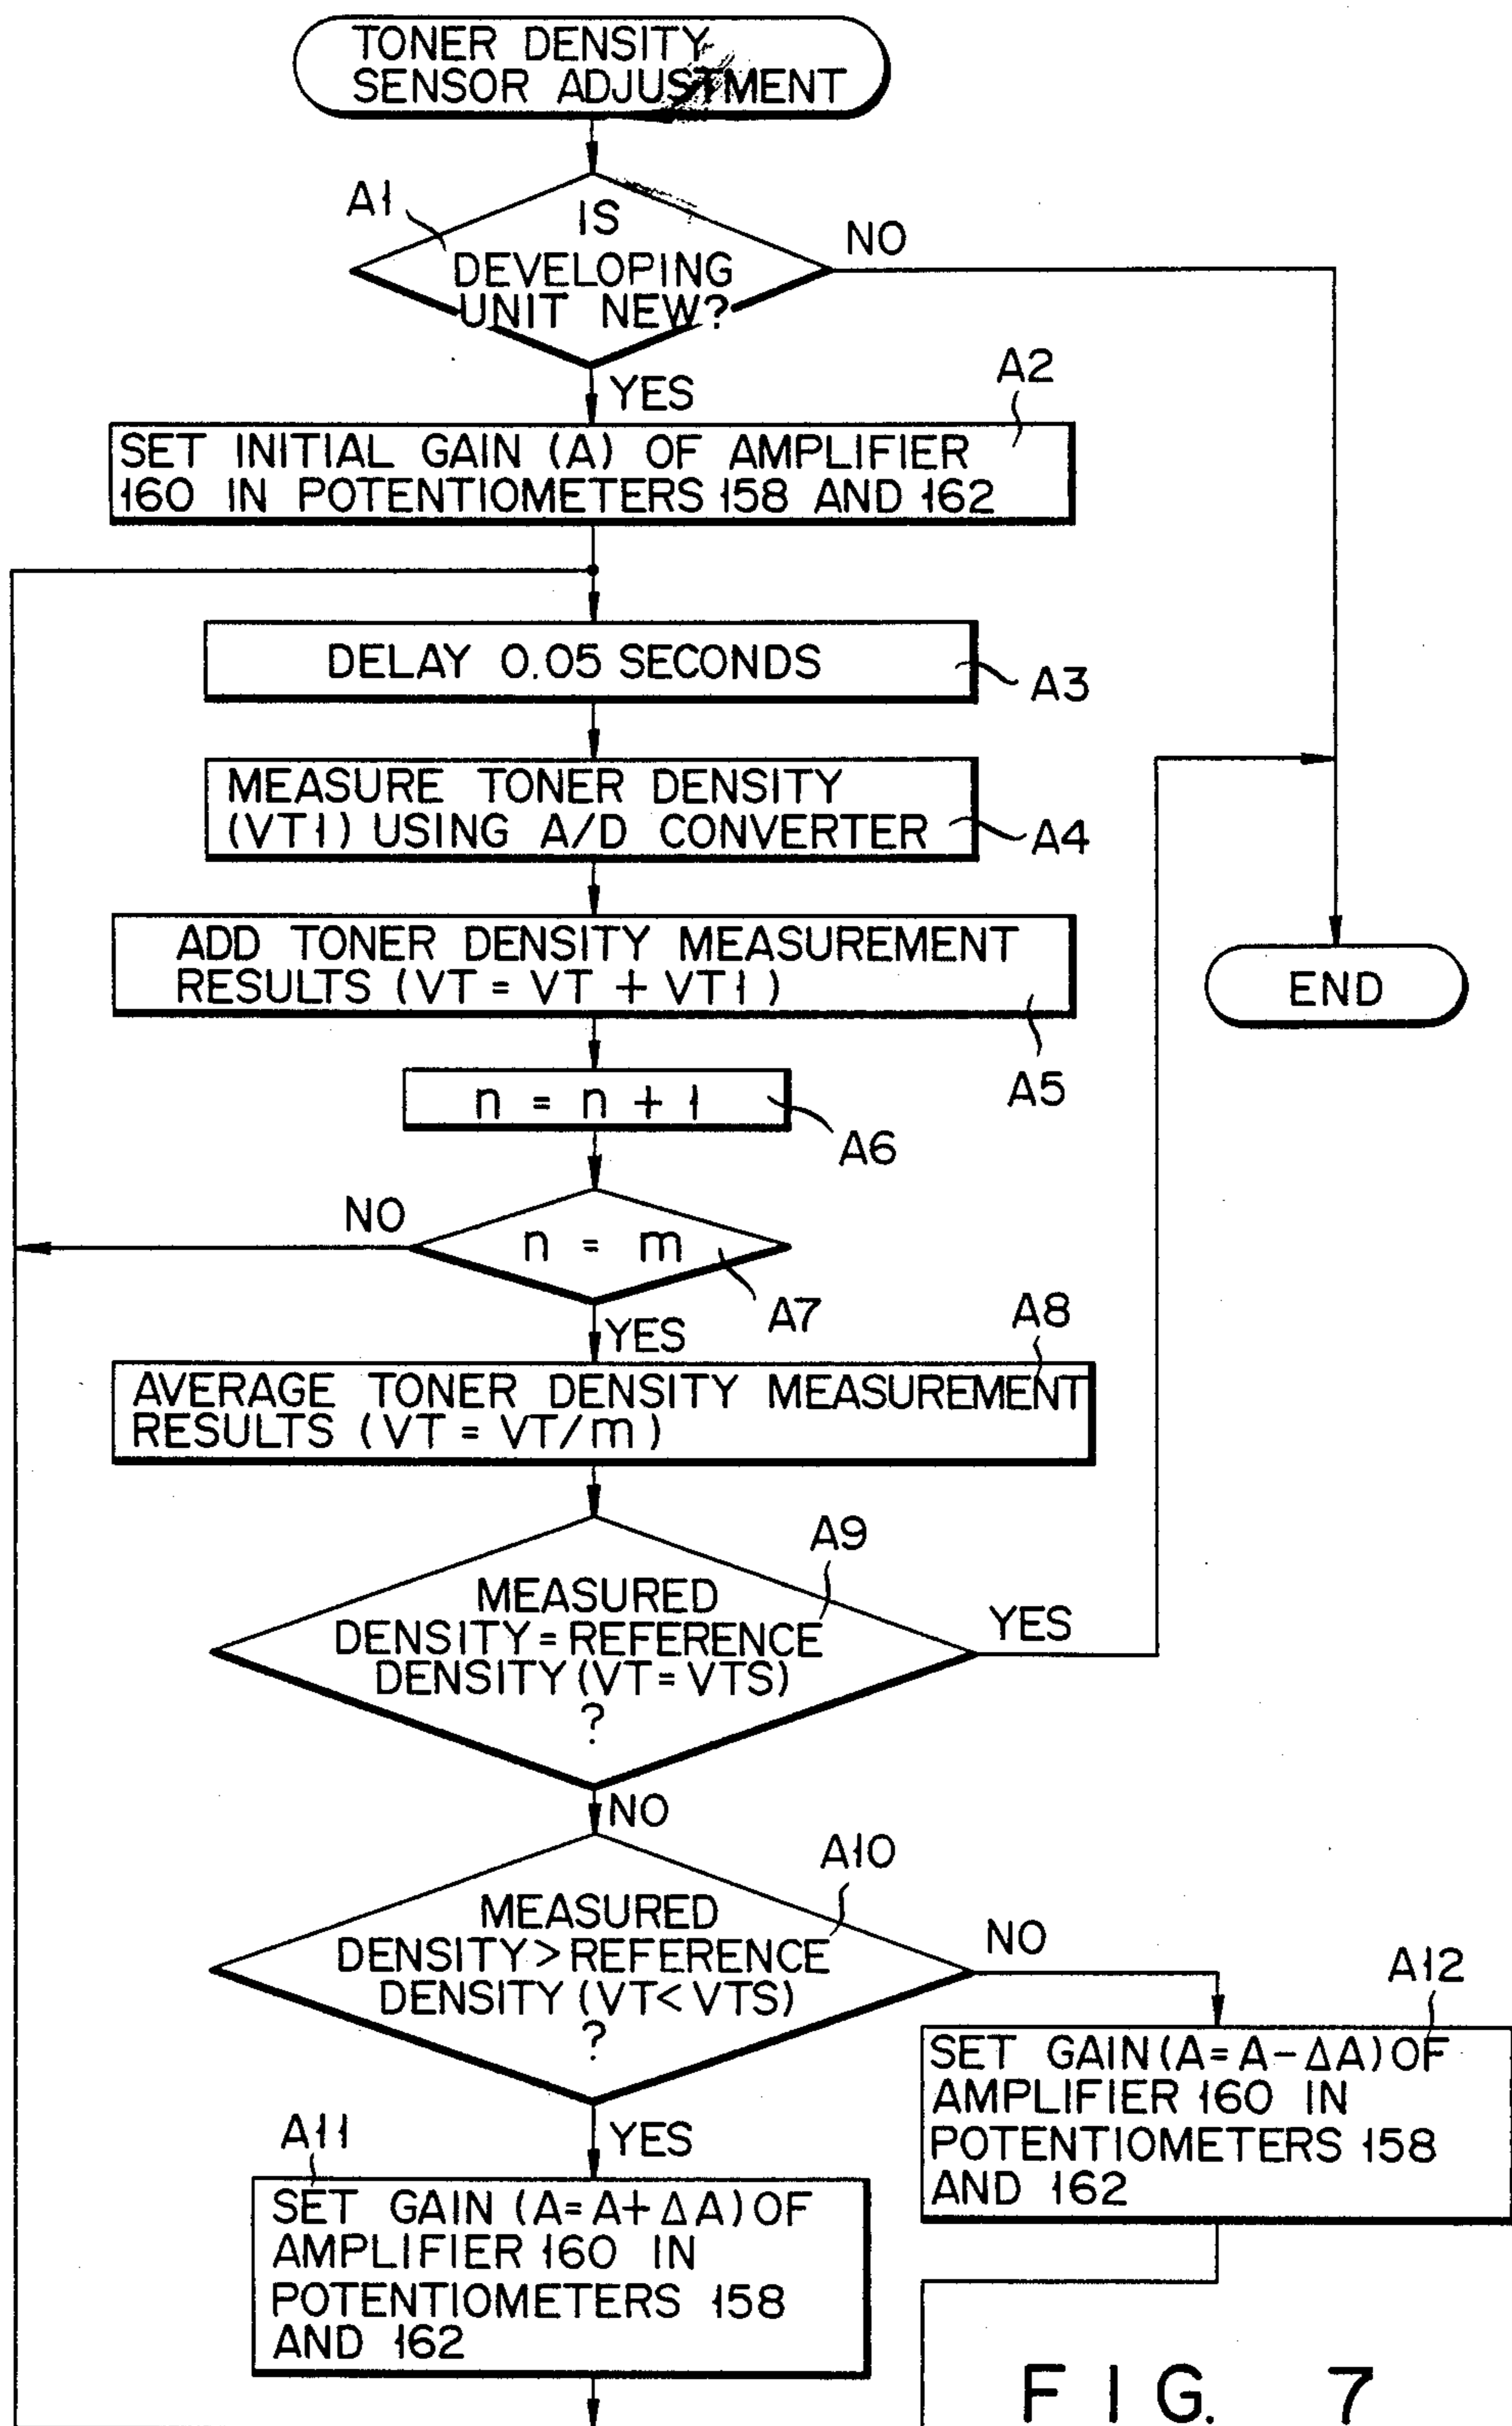 TONER DENSITY
SENSOR ADJUSTMENT
A1
IS
DEVELOPING
UNIT NEW?
NO
YES
A2
SET INITIAL GAIN (A) OF AMPLIFIER
160 IN POTENTIOMETERS 158 AND 162
DELAY 0.05 SECONDS
A3
MEASURE TONER DENSITY
(VT1) USING A/D CONVERTER
A4
ADD TONER DENSITY MEASUREMENT
RESULTS (VT = VT + VT1)
A5
END
n = n + 1
A6
NO
n = m
A7
YES
A8
AVERAGE TONER DENSITY MEASUREMENT
RESULTS (VT = VT/m)
A9
MEASURED
DENSITY = REFERENCE
DENSITY (VT = VTS)
?
YES
NO
A10
MEASURED
DENSITY > REFERENCE
DENSITY (VT < VTS)
?
NO
A12
SET GAIN (A=A-ΔA) OF
AMPLIFIER 160 IN
POTENTIOMETERS 158
AND 162
YES
A11
SET GAIN (A=A+ΔA) OF
AMPLIFIER 160 IN
POTENTIOMETERS 158
AND 162
FIG. 7